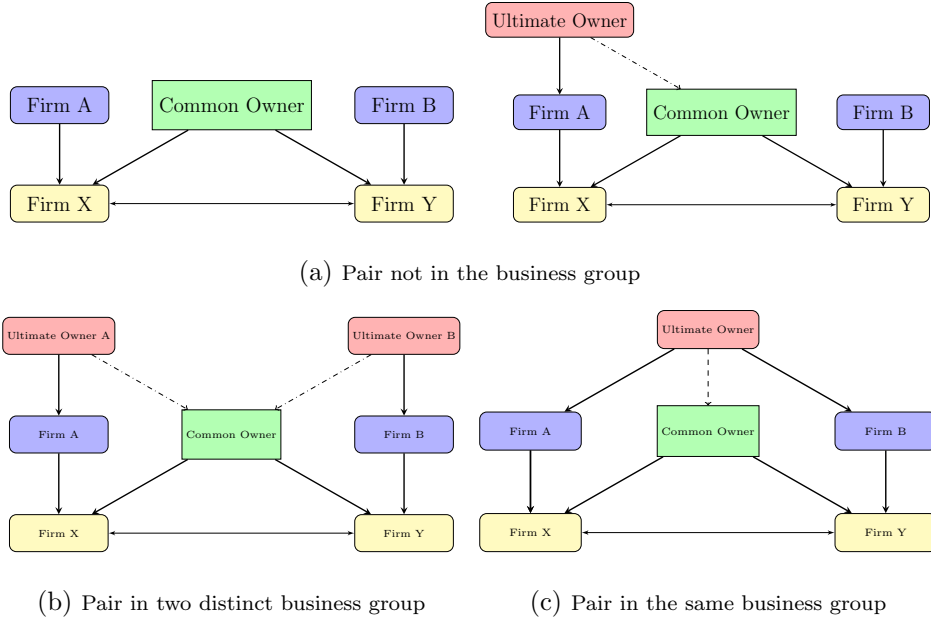 Ultimate Owner
Firm A
Common Owner
Firm B
Firm X
Firm Y
Firm A
Common Owner
Firm B
Firm X
Firm Y
(a) Pair not in the business group
Ultimate Owner A
Ultimate Owner B
Firm A
Common Owner
Firm B
Firm X
Firm Y
Ultimate Owner
Firm A
Common Owner
Firm B
Firm X
Firm Y
(b) Pair in two distinct business group
(c) Pair in the same business group